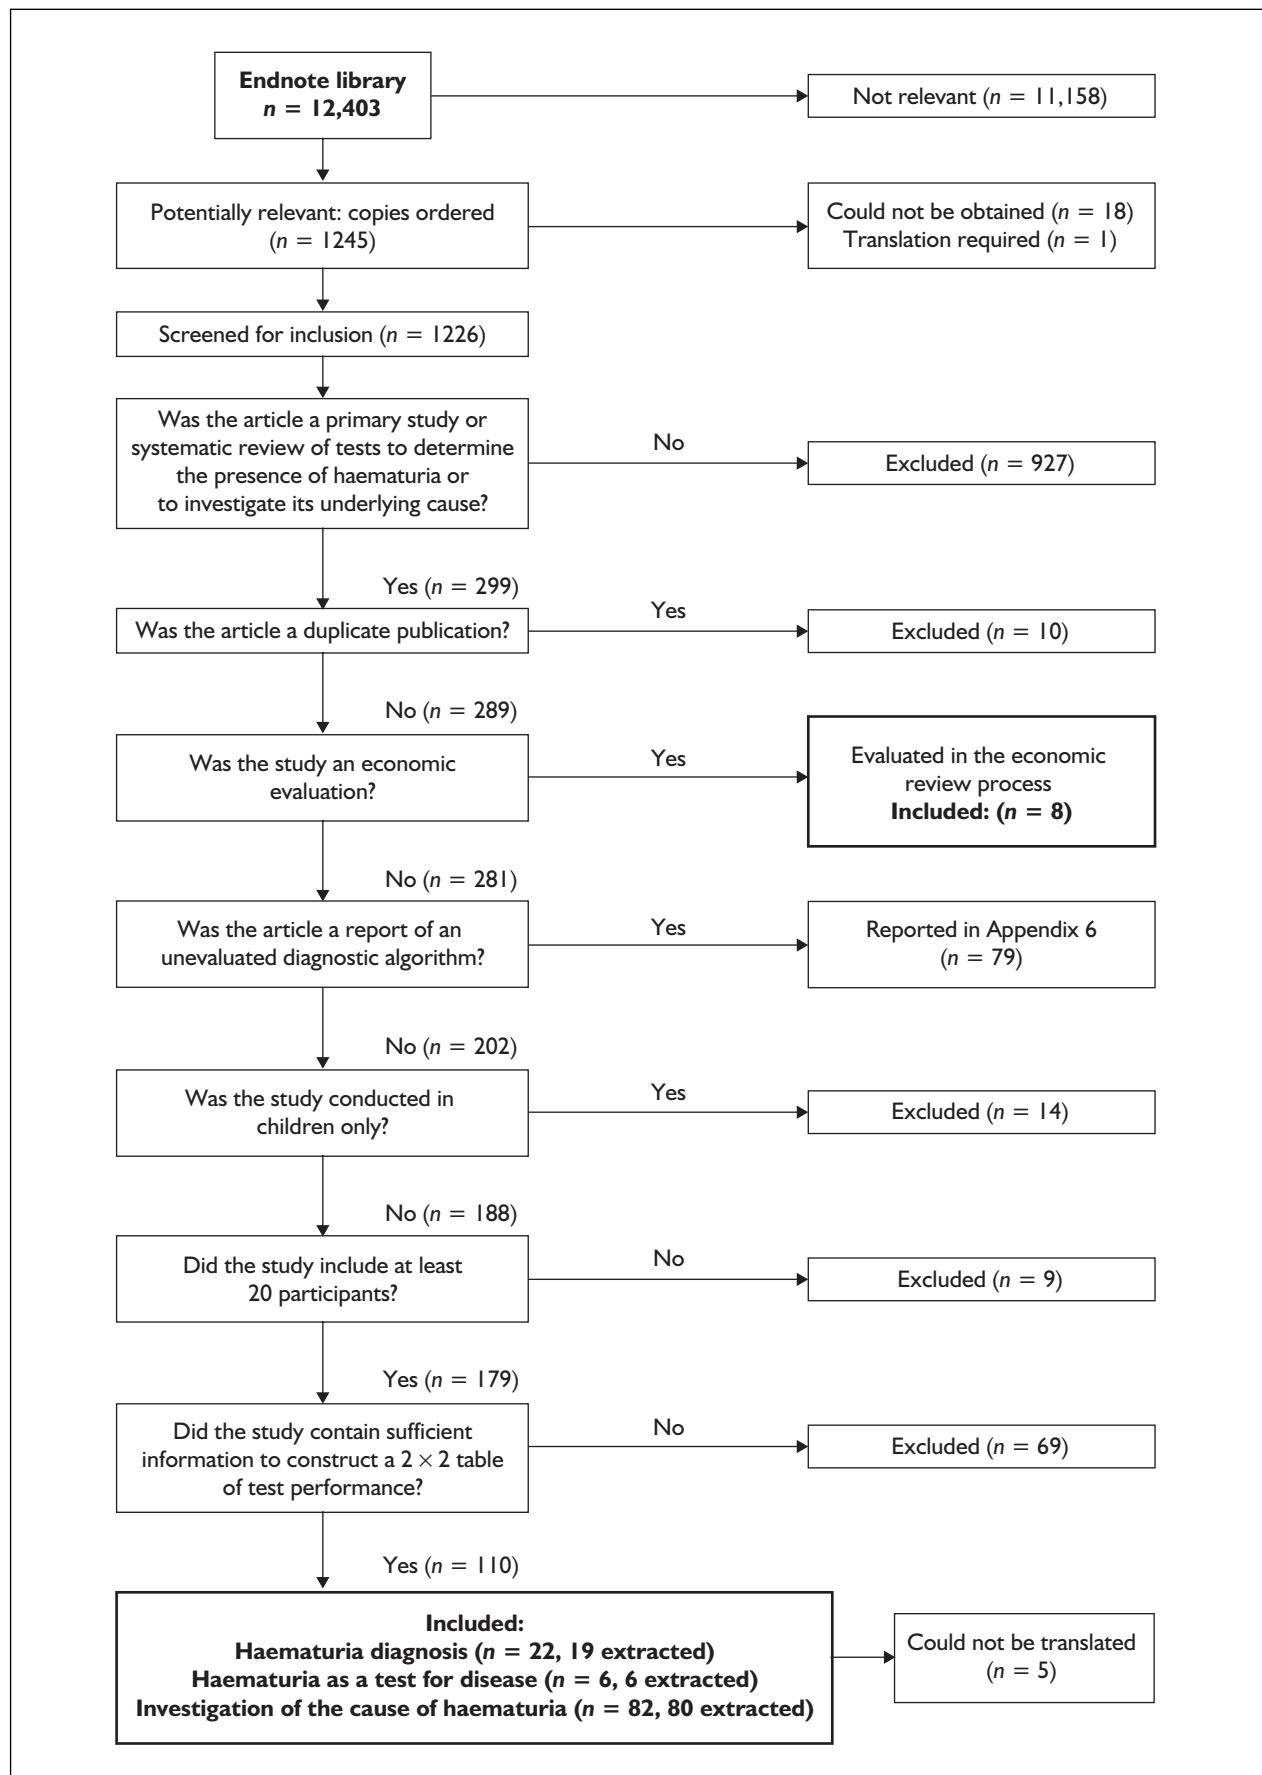 Endnote library
n = 12,403
Not relevant (n = 11,158)
Potentially relevant: copies ordered
(n = 1245)
Could not be obtained (n = 18)
Translation required (n = 1)
Screened for inclusion (n = 1226)
Was the article a primary study or
systematic review of tests to determine
the presence of haematuria or
to investigate its underlying cause?
No
Excluded (n = 927)
Yes (n = 299)
Was the article a duplicate publication?
Yes
Excluded (n = 10)
No (n = 289)
Was the study an economic
evaluation?
Yes
Evaluated in the economic
review process
Included: (n = 8)
No (n = 281)
Was the article a report of an
unevaluated diagnostic algorithm?
Yes
Reported in Appendix 6
(n = 79)
No (n = 202)
Was the study conducted in
children only?
Yes
Excluded (n = 14)
No (n = 188)
Did the study include at least
20 participants?
No
Excluded (n = 9)
Yes (n = 179)
Did the study contain sufficient
information to construct a 2 × 2 table
of test performance?
No
Excluded (n = 69)
Yes (n = 110)
Included:
Haematuria diagnosis (n = 22, 19 extracted)
Haematuria as a test for disease (n = 6, 6 extracted)
Investigation of the cause of haematuria (n = 82, 80 extracted)
Could not be translated
(n = 5)